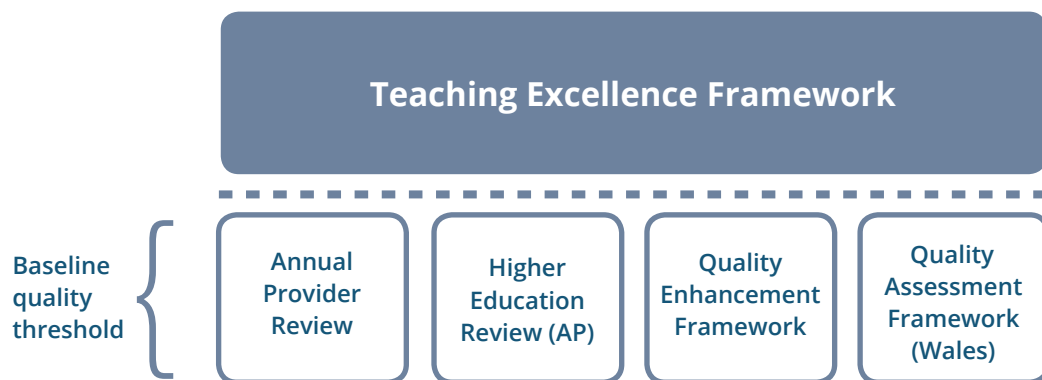 Teaching Excellence Framework
Baseline
quality
threshold
Annual
Provider
Review
Higher
Education
Review (AP)
Quality
Enhancement
Framework
Quality
Assessment
Framework
(Wales)